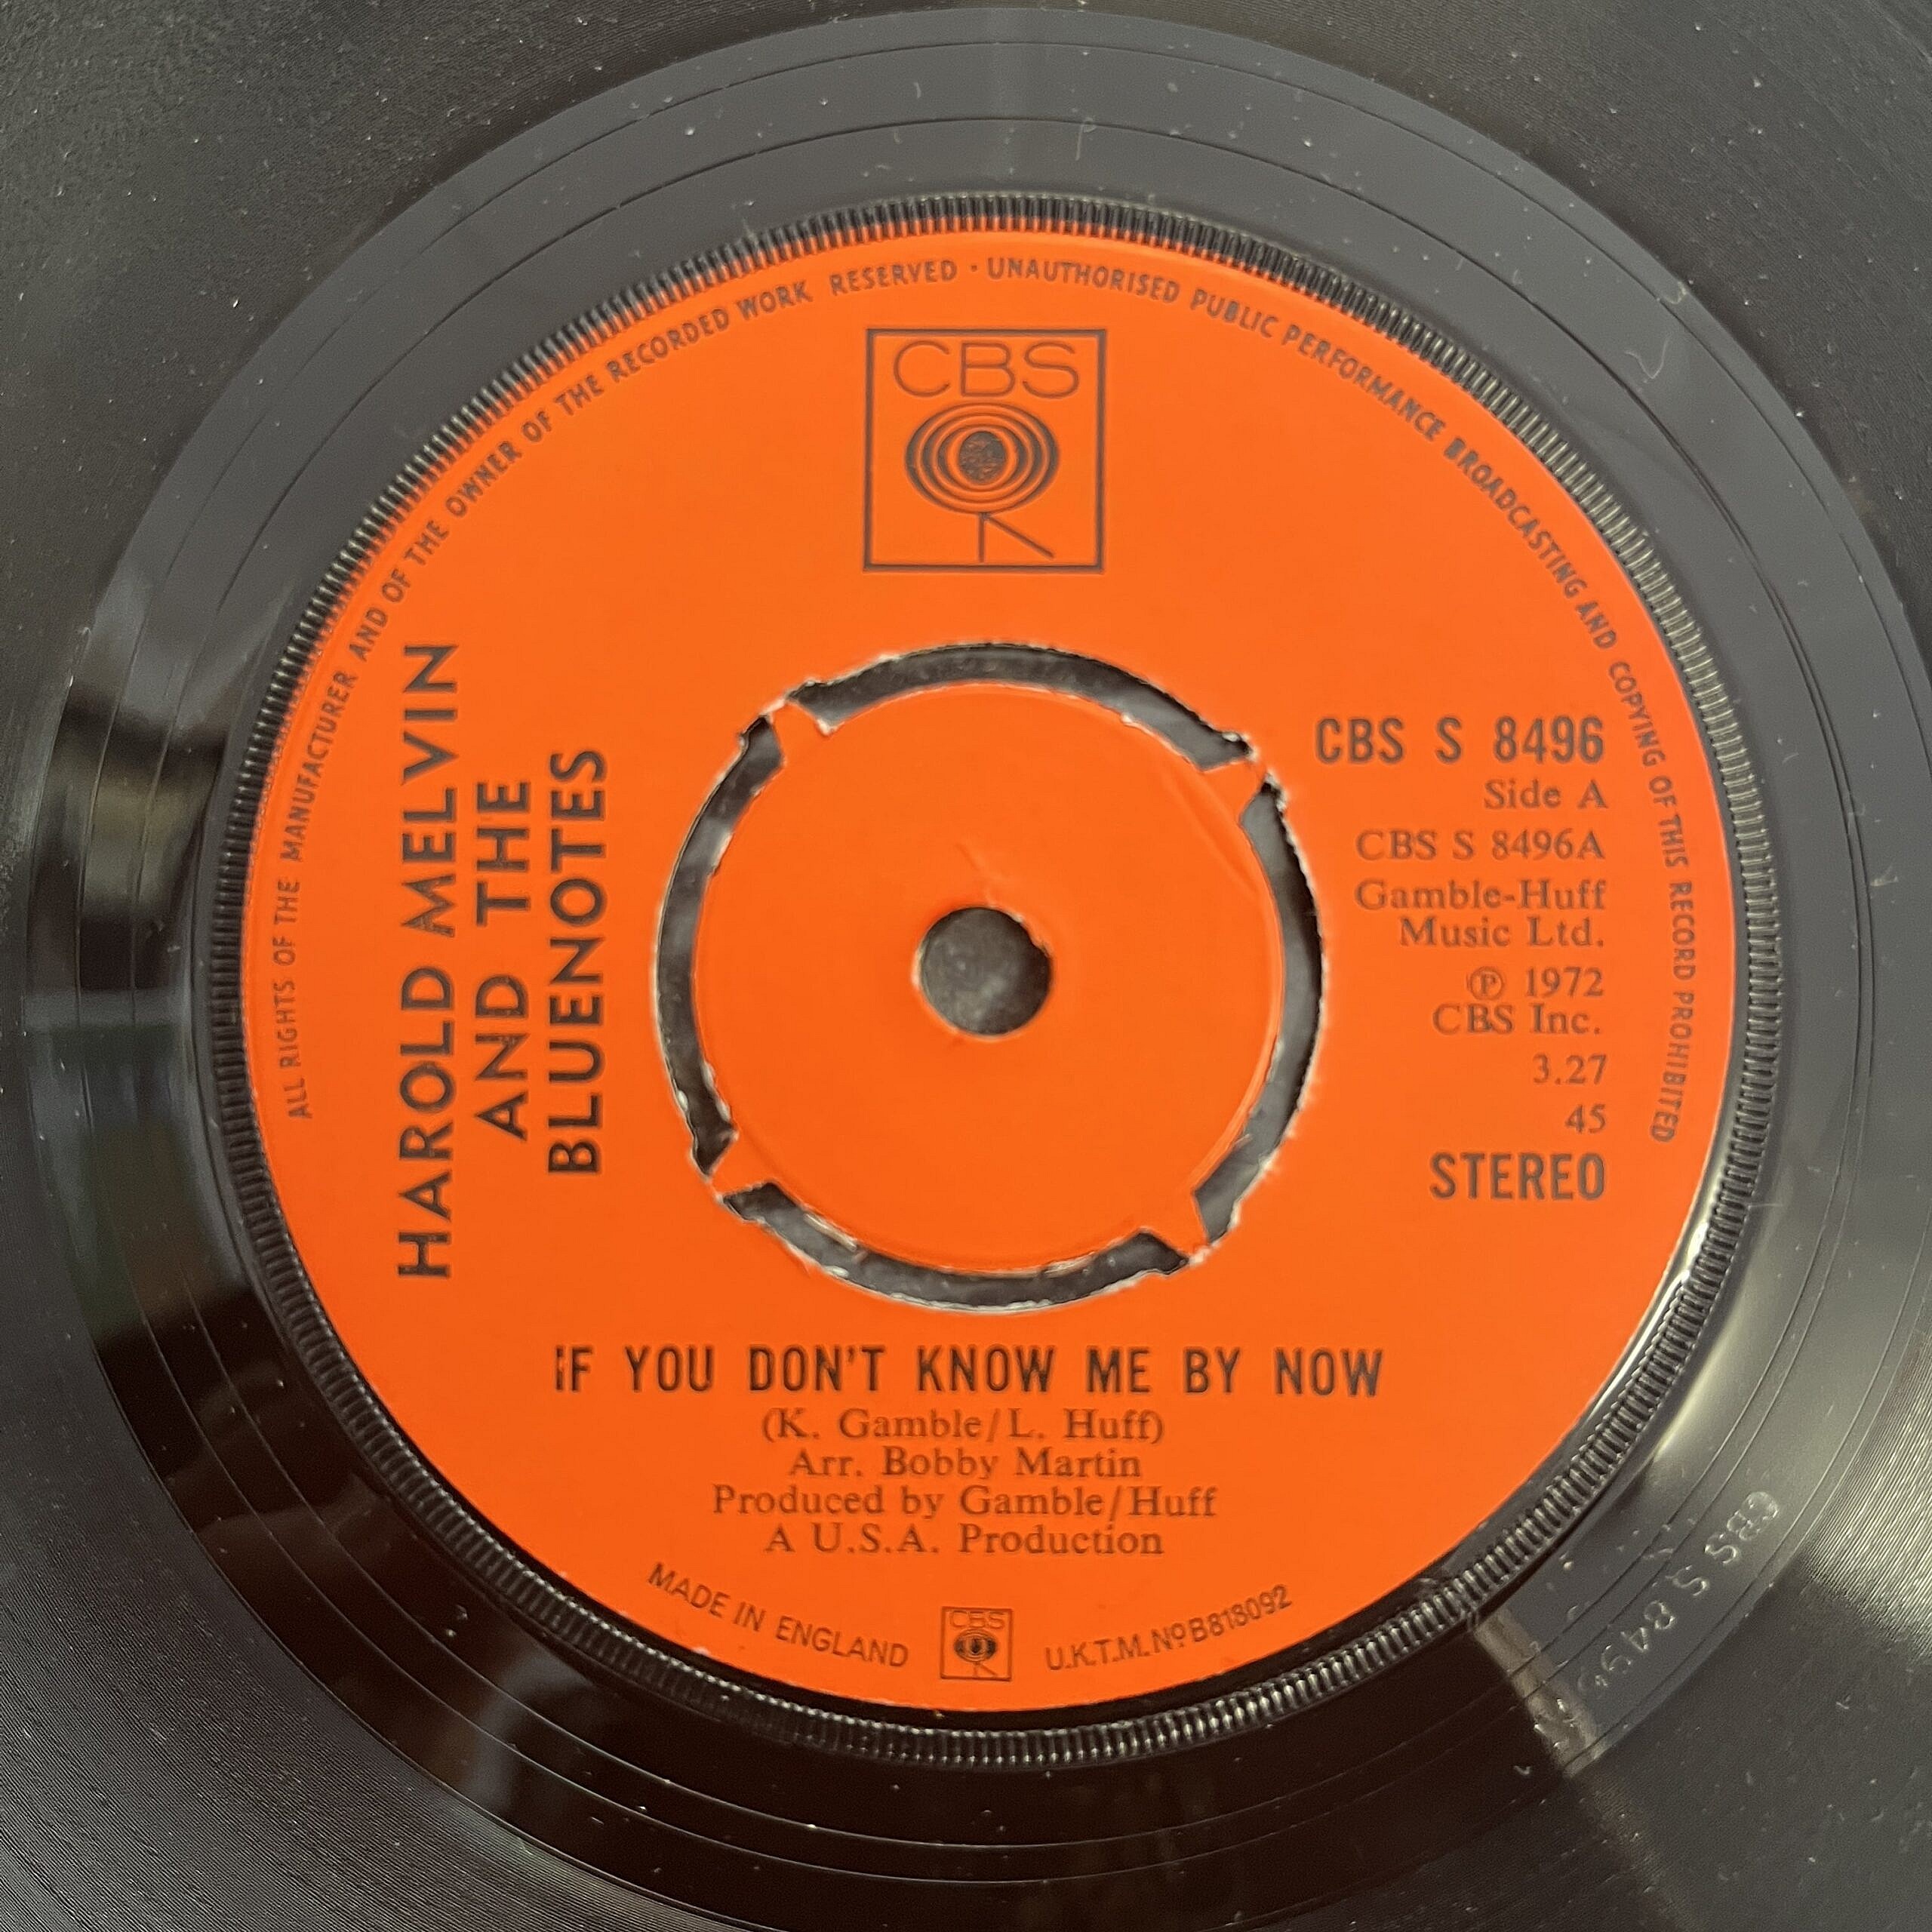 ALL RIGHTS OF THE MANUFACTURER AND OF THE OWNER OF THE RECORDED WORK RESERVED · UNAUTHORISED PUBLIC PERFORMANCE BROADCASTING AND COPYING OF THIS RECORD PROHIBITED
CBS
HAROLD MELVIN
AND THE
BLUENOTES
CBS S 8496
Side A
CBS S 8496A
Gamble-Huff
Music Ltd.
℗ 1972
CBS Inc.
3.27
45
STEREO
IF YOU DON'T KNOW ME BY NOW
(K. Gamble/L. Huff)
Arr. Bobby Martin
Produced by Gamble/Huff
A U.S.A. Production
MADE IN ENGLAND
CBS
U.K.T.M. Nº B818092
CBS S 849